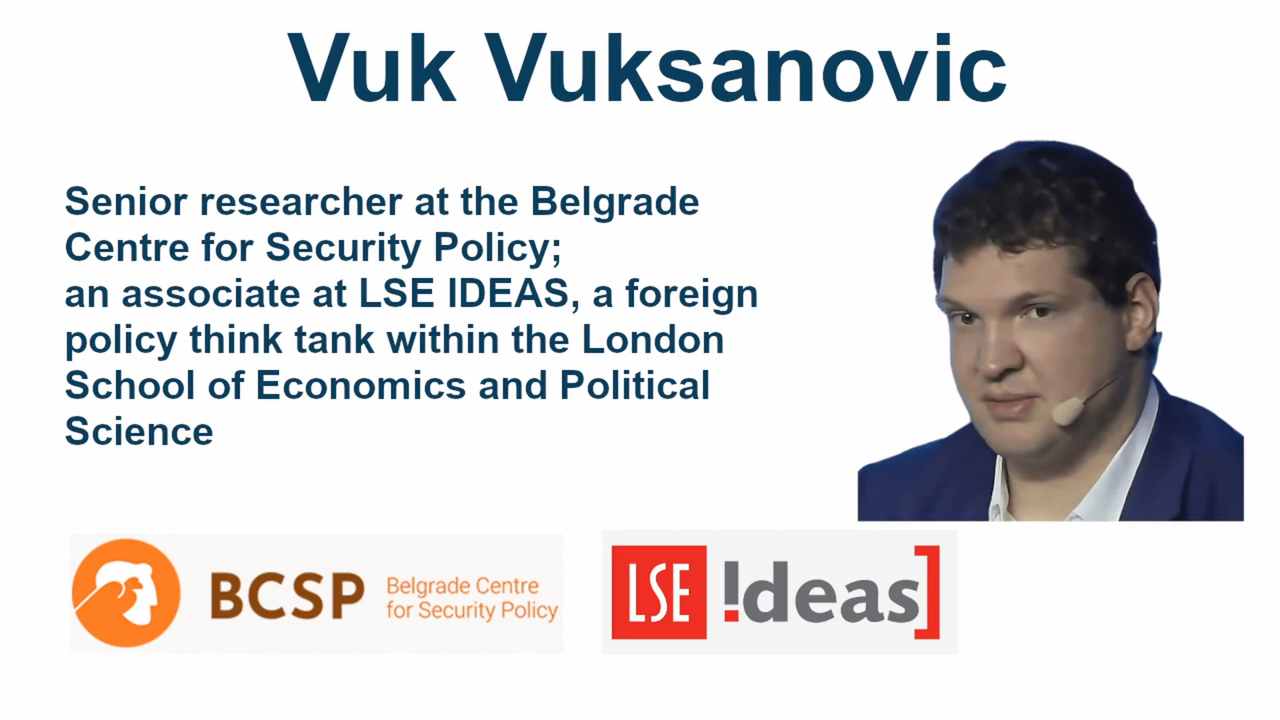 Vuk Vuksanovic
Senior researcher at the Belgrade
Centre for Security Policy;
an associate at LSE IDEAS, a foreign
policy think tank within the London
School of Economics and Political
Science
BCSP
Belgrade Centre
for Security Policy
LSE !deas]